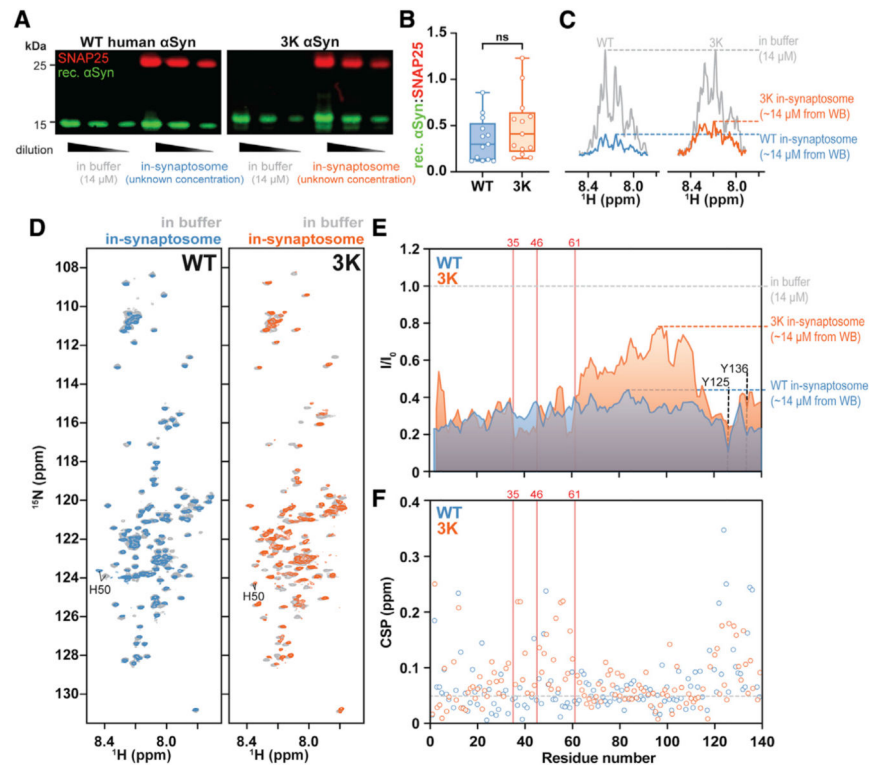 A
WT human αSyn
3K αSyn
kDa
25
15
SNAP25
rec. αSyn
dilution
in buffer
(14 µM)
in-synaptosome
(unknown concentration)
in buffer
(14 µM)
in-synaptosome
(unknown concentration)
B
ns
rec. αSyn:SNAP25
1.5
1.0
0.5
0.0
WT
3K
C
WT
3K
in buffer
(14 µM)
3K in-synaptosome
(~14 µM from WB)
WT in-synaptosome
(~14 µM from WB)
8.4
8.0
8.4
8.0
¹H (ppm)
¹H (ppm)
D
in buffer
in-synaptosome
in buffer
in-synaptosome
WT
3K
108
110
112
115
116
118
120
122
124
126
128
130
¹⁵N (ppm)
H50
H50
8.4
8.0
8.4
8.0
¹H (ppm)
¹H (ppm)
E
35
46
61
WT
3K
1.2
1.0
0.8
0.6
0.4
0.2
0
I/I₀
Y125
Y136
in buffer
(14 µM)
3K in-synaptosome
(~14 µM from WB)
WT in-synaptosome
(~14 µM from WB)
F
35
46
61
WT
3K
0.4
0.3
0.2
0.1
0
CSP (ppm)
0
20
40
60
80
100
120
140
Residue number